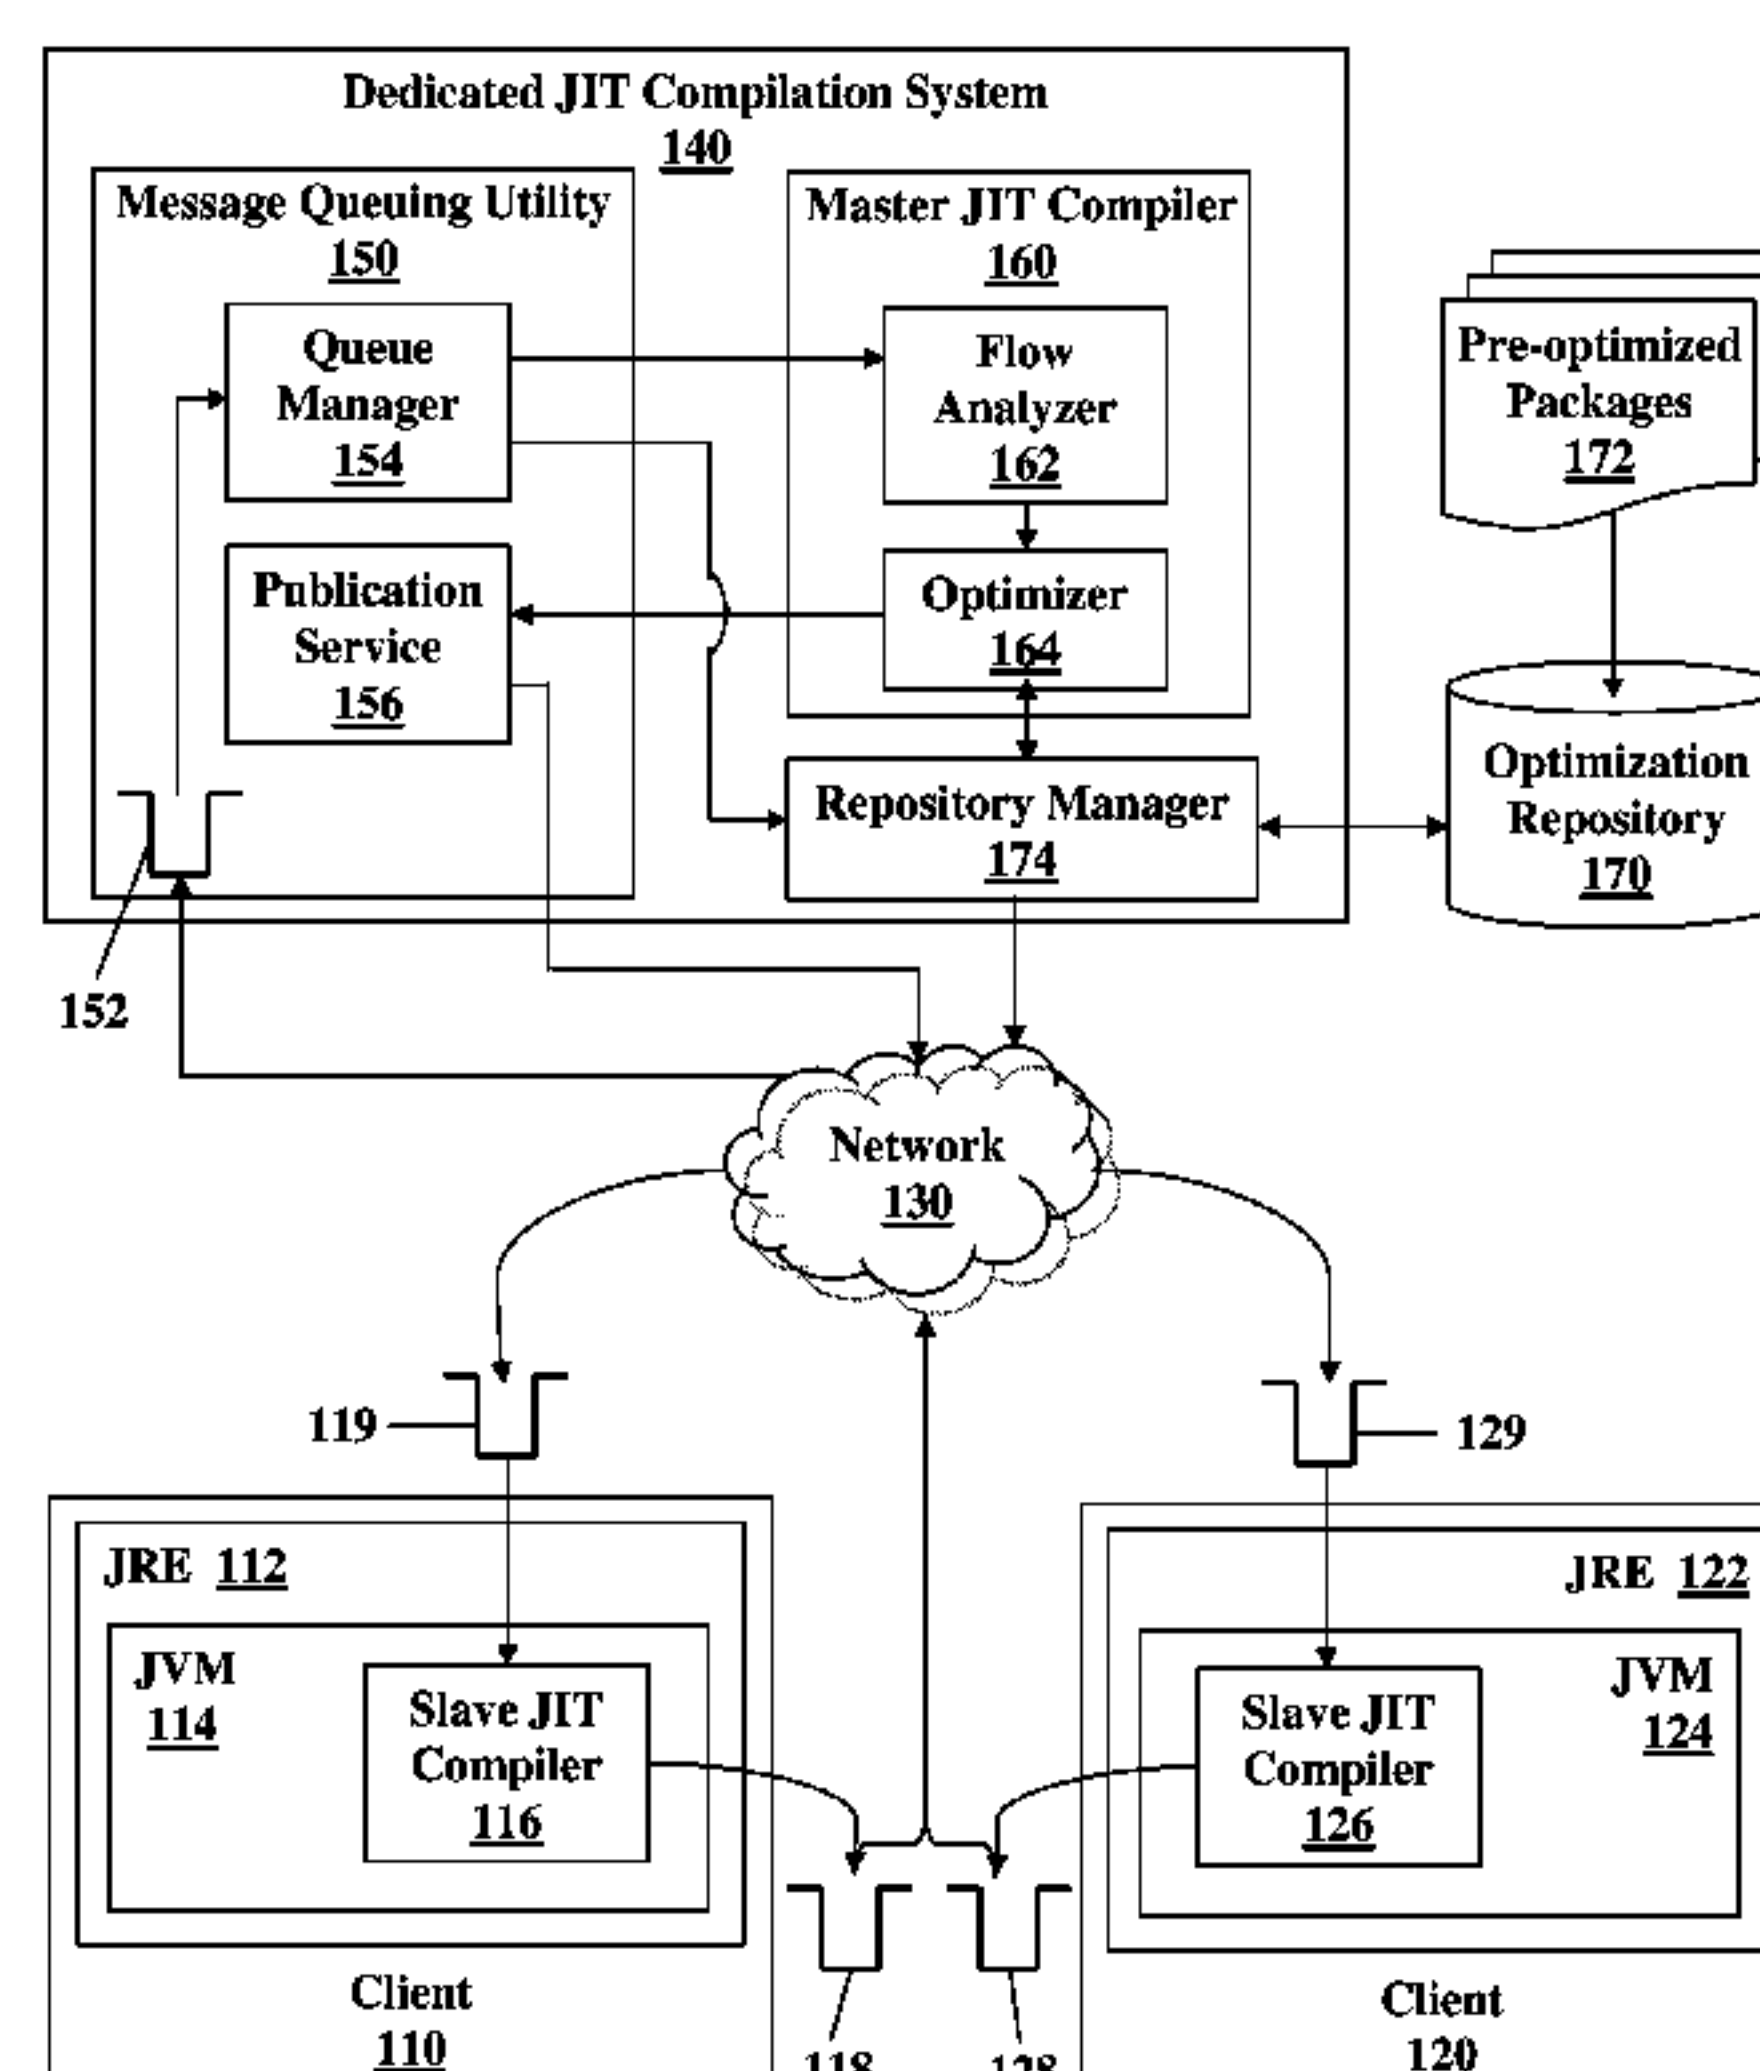 Dedicated JIT Compilation System
140
Message Queuing Utility
150
Master JIT Compiler
160
Queue
Manager
154
Flow
Analyzer
162
Pre-optimized
Packages
172
Publication
Service
156
Optimizer
164
Repository Manager
174
Optimization
Repository
170
152
Network
130
119
129
JRE 112
JVM
114
Slave JIT
Compiler
116
JRE 122
JVM
124
Slave JIT
Compiler
126
Client
110
118
128
Client
120